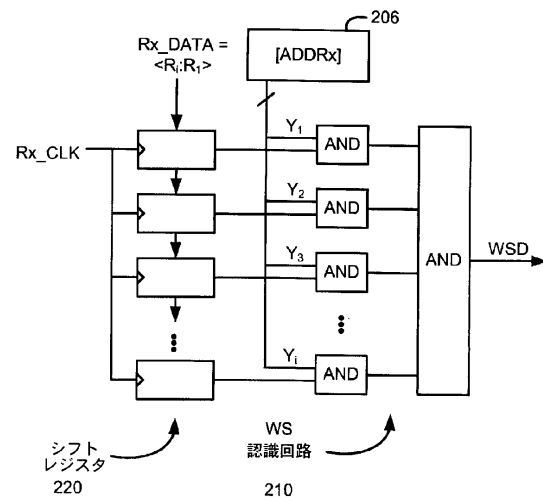 206
Rx_DATA =
<Ri:R1>
[ADDRx]
Rx_CLK
Y1
AND
Y2
AND
Y3
AND
AND
WSD
Yi
AND
シフト
レジスタ
220
WS
認識回路
210